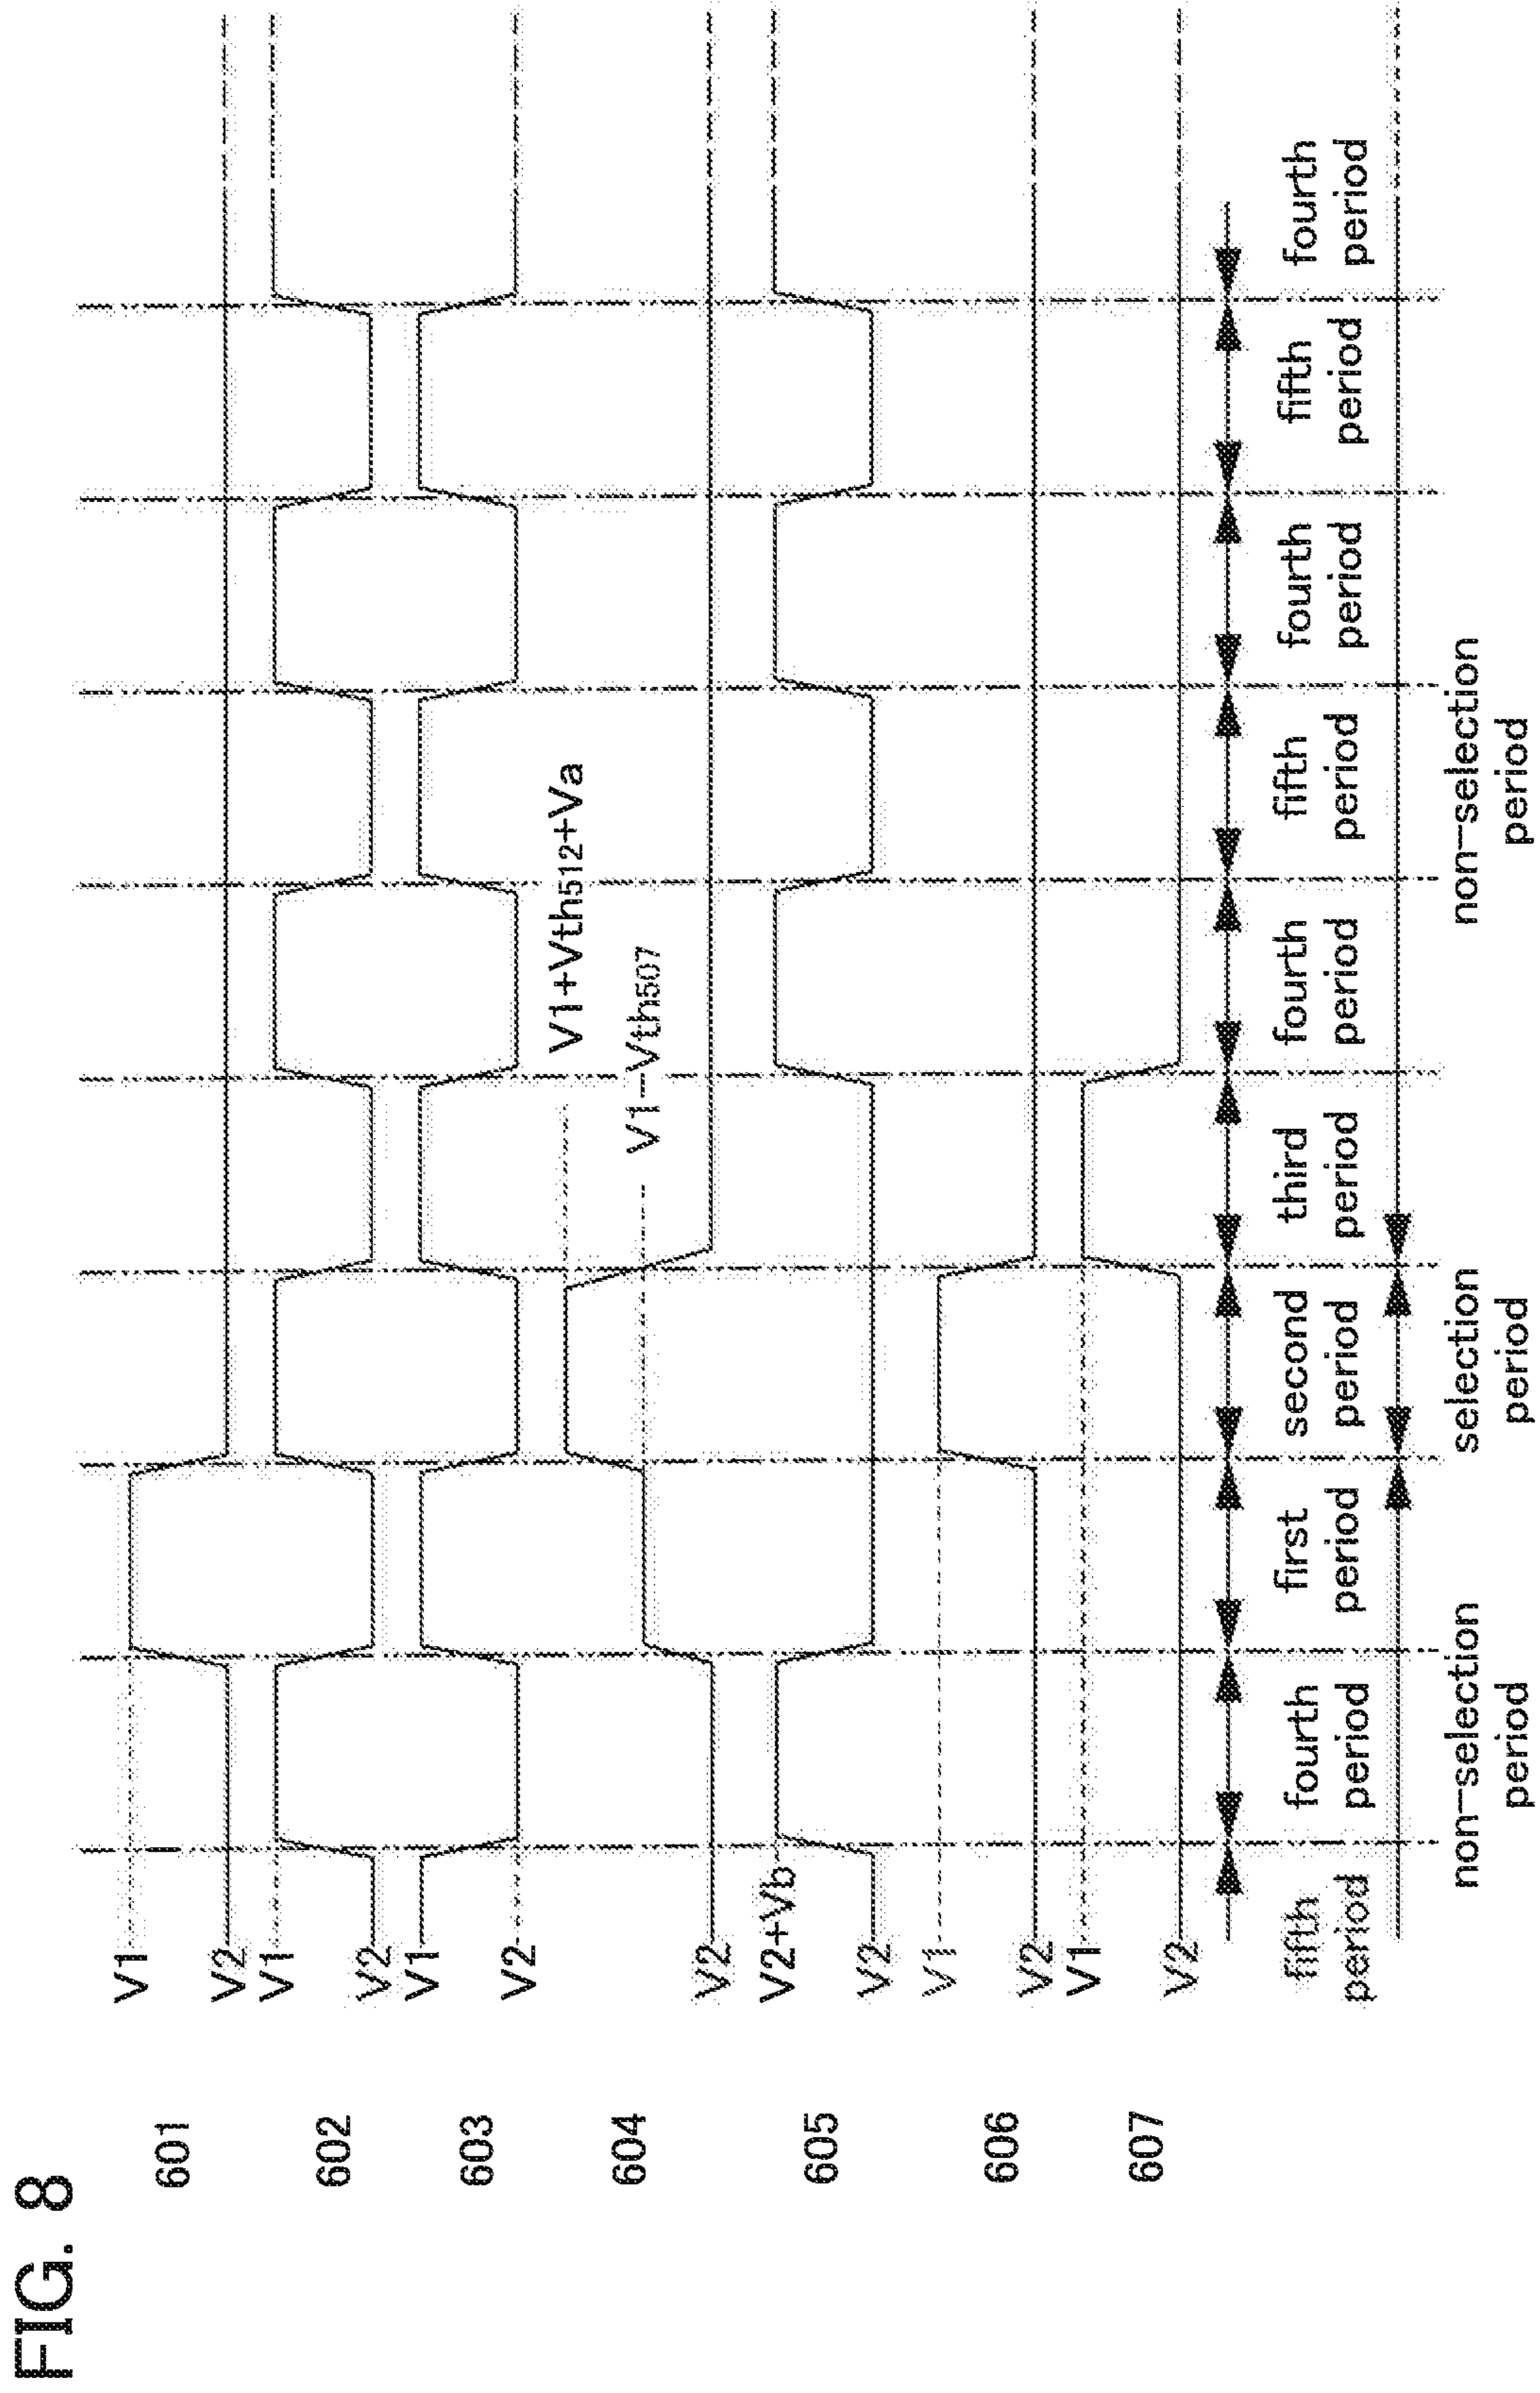 FIG. 8
601
V1
V2
602
V1
V2
603
V1
V2
604
V1+Vth512+Va
V1-Vth507
V2
605
V2+Vb
V2
606
V1
V2
607
V1
V2
fifth
period
fourth
period
first
period
second
period
third
period
fourth
period
fifth
period
fourth
period
fifth
period
fourth
period
non-selection
period
selection
period
non-selection
period